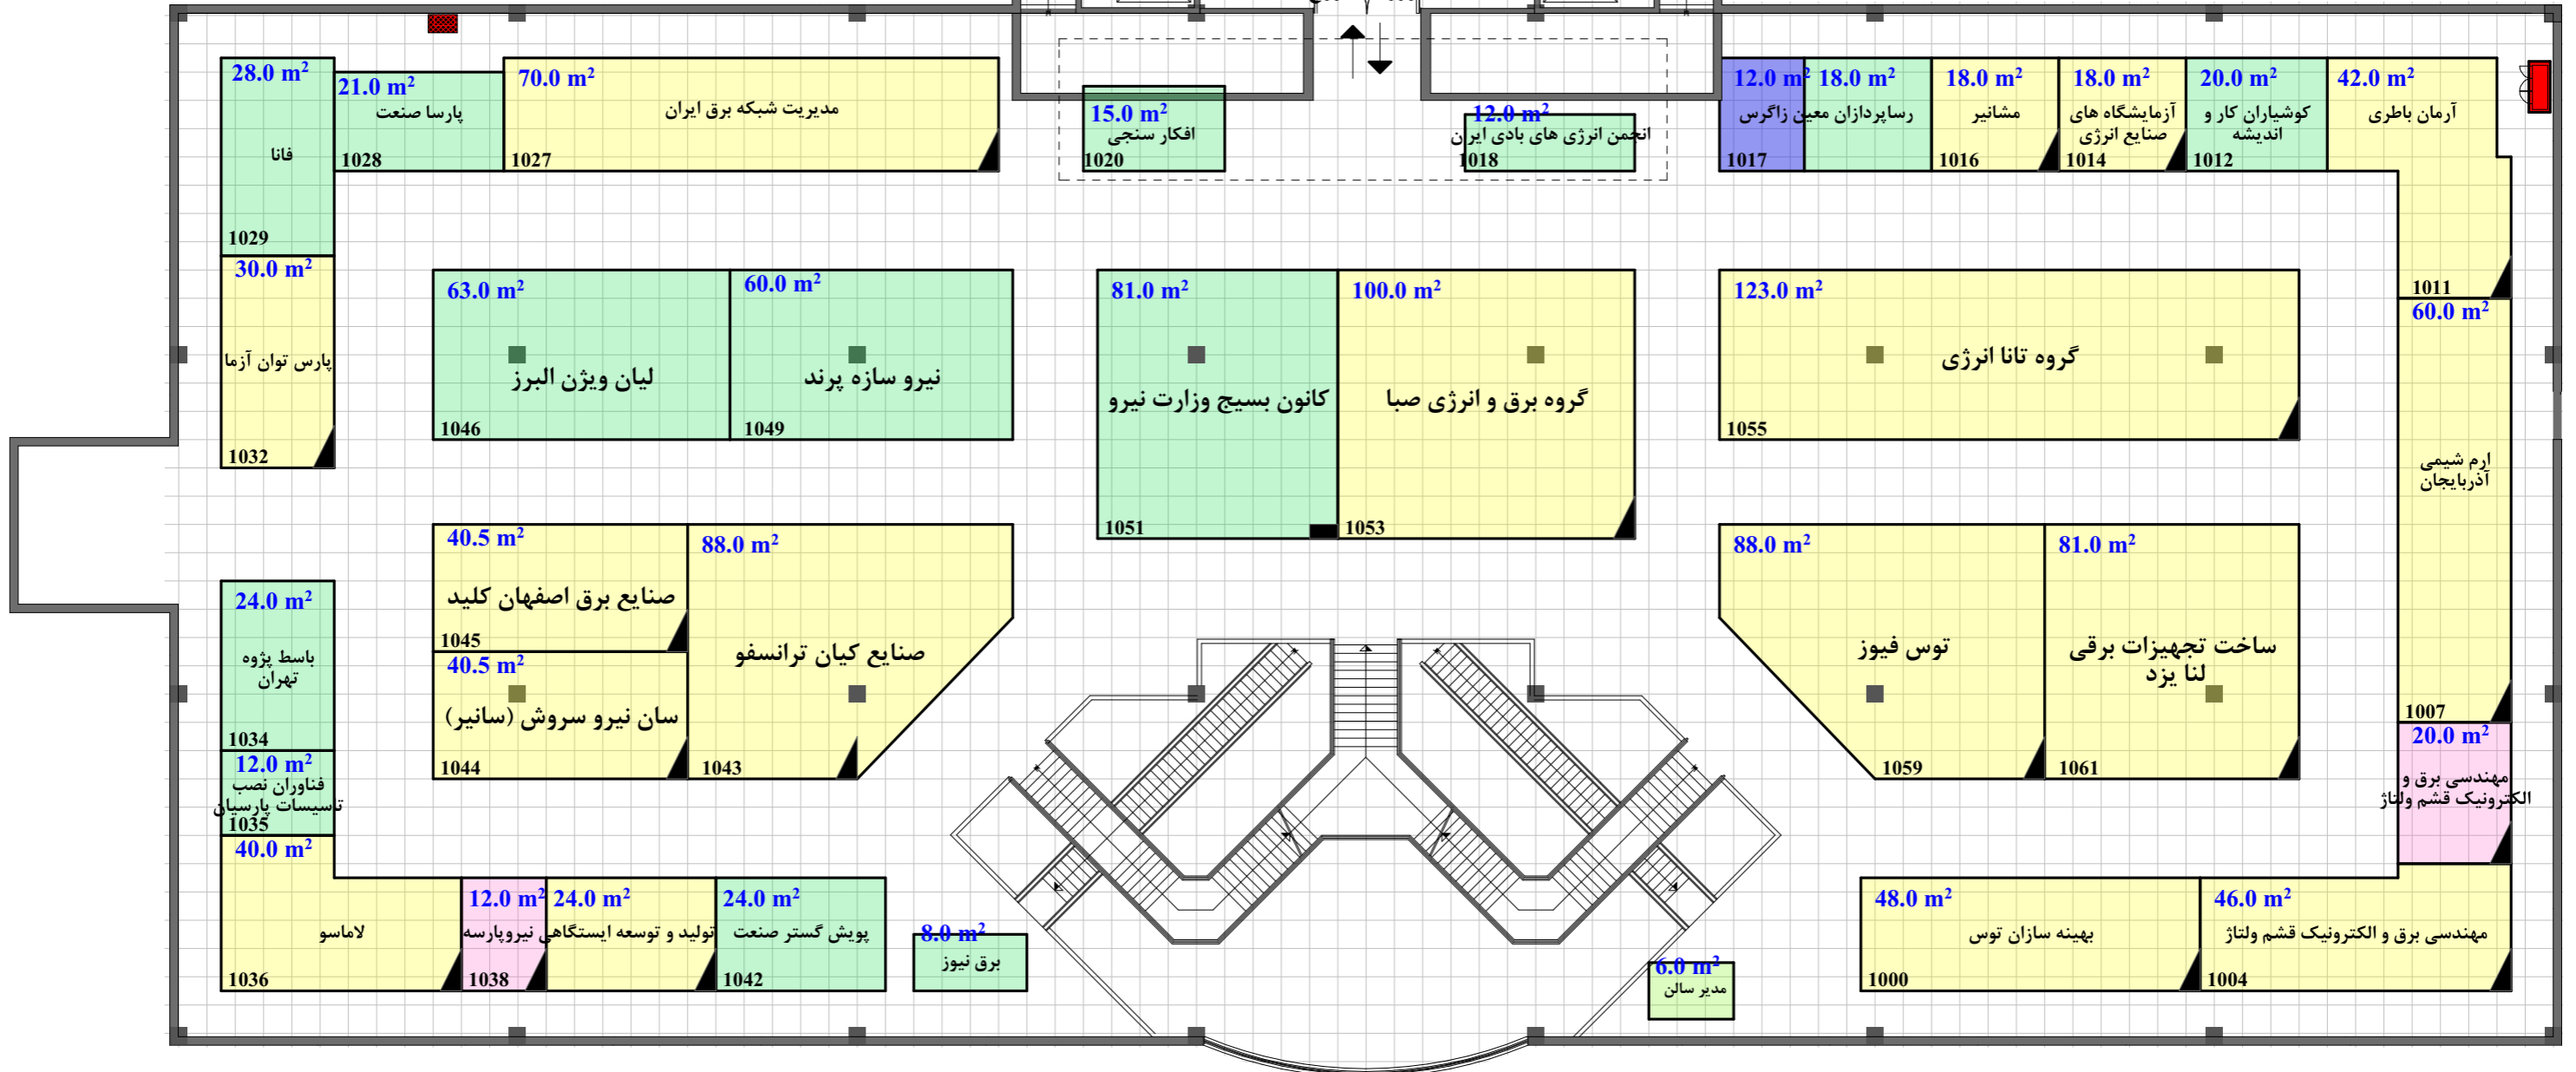 28.0 m²
فانا
1029
21.0 m²
پارسا صنعت
1028
70.0 m²
مدیریت شبکه برق ایران
1027
15.0 m²
افکار سنجی
1020
12.0 m²
انجمن انرژی های بادی ایران
1018
12.0 m²
معین زاگرس
1017
18.0 m²
رساپردازان
18.0 m²
مشانیر
1016
18.0 m²
آزمایشگاه های
صنایع انرژی
1014
20.0 m²
کوشیاران کار و
اندیشه
1012
42.0 m²
آرمان باطری
1011
30.0 m²
پارس توان آزما
1032
63.0 m²
لیان ویژن البرز
1046
60.0 m²
نیرو سازه پرند
1049
81.0 m²
کانون بسیج وزارت نیرو
1051
100.0 m²
گروه برق و انرژی صبا
1053
123.0 m²
گروه تانا انرژی
1055
60.0 m²
ارم شیمی
آذربایجان
1007
24.0 m²
باسط پژوه
تهران
1034
12.0 m²
فناوران نصب
تاسیسات پارسیان
1035
40.5 m²
صنایع برق اصفهان کلید
1045
40.5 m²
سان نیرو سروش (سانیر)
1044
88.0 m²
صنایع کیان ترانسفو
1043
88.0 m²
توس فیوز
1059
81.0 m²
ساخت تجهیزات برقی
لنا یزد
1061
20.0 m²
مهندسی برق و
الکترونیک قشم ولتاژ
40.0 m²
لاماسو
1036
12.0 m²
نیروپارسه
1038
24.0 m²
تولید و توسعه ایستگاهی
24.0 m²
پویش گستر صنعت
1042
8.0 m²
برق نیوز
6.0 m²
مدیر سالن
48.0 m²
بهینه سازان توس
1000
46.0 m²
مهندسی برق و الکترونیک قشم ولتاژ
1004